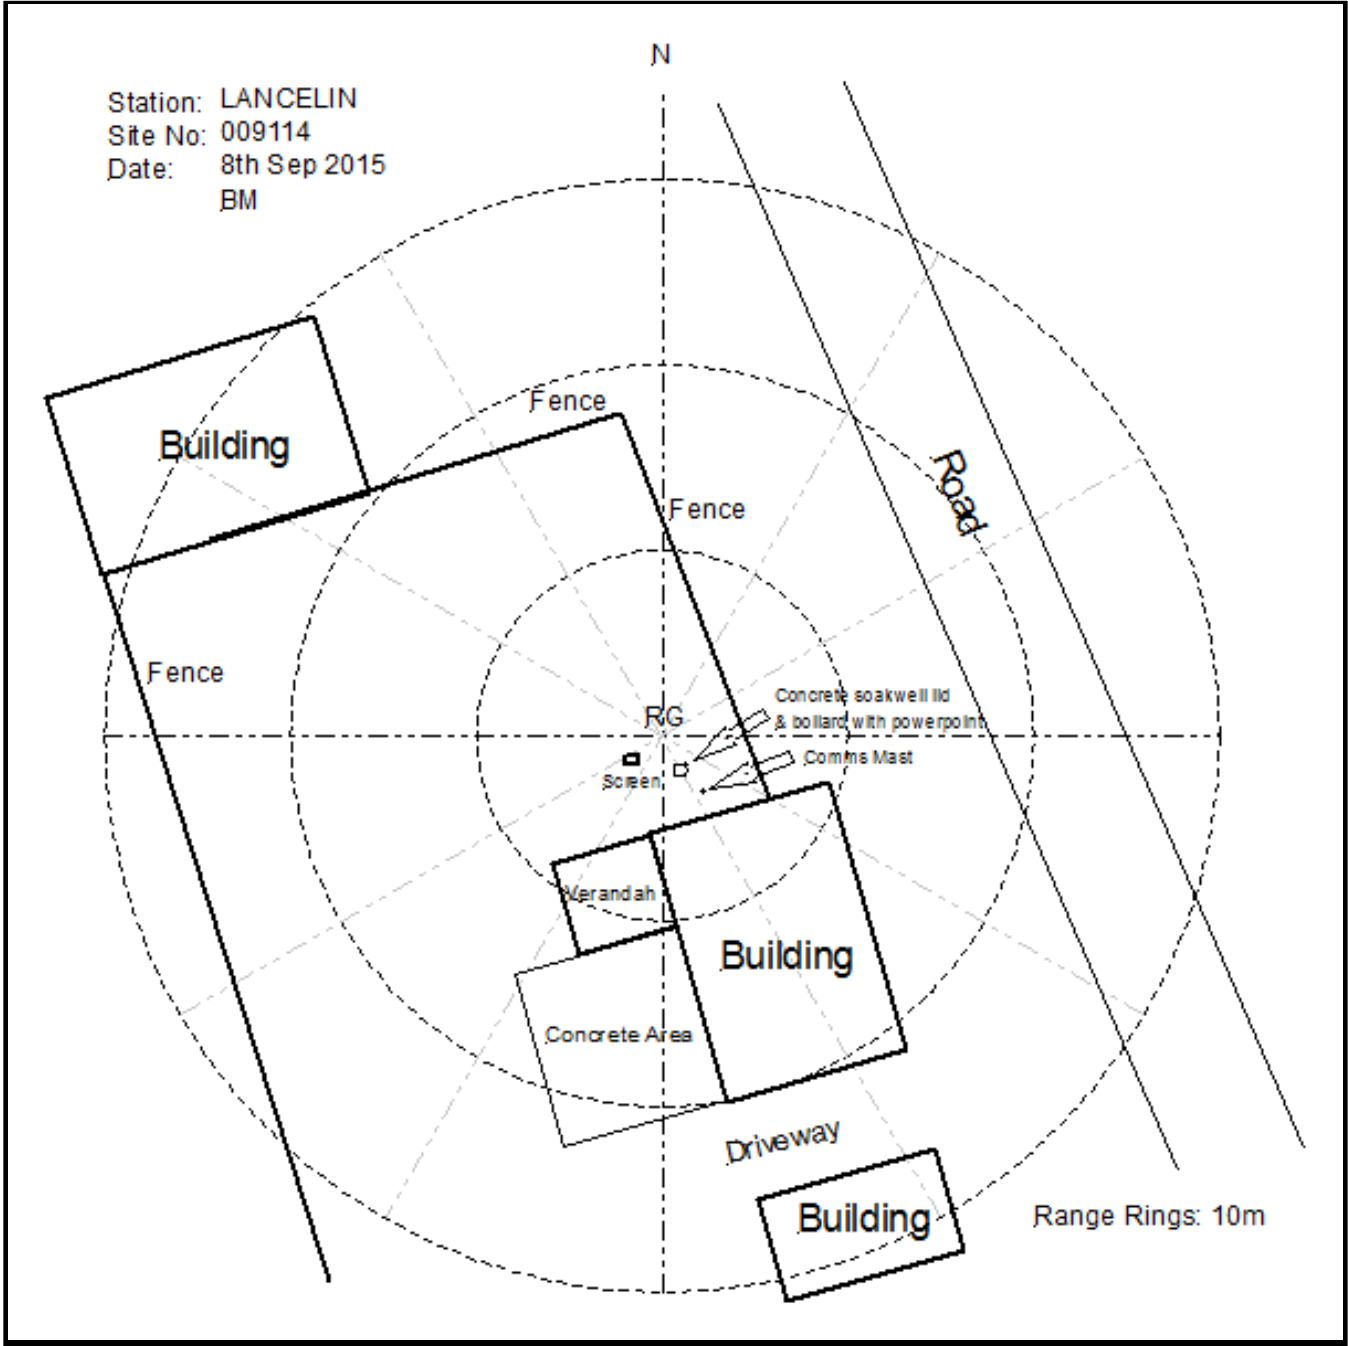 N
Station: LANCELIN
Site No: 009114
Date: 8th Sep 2015
BM
Fence
Building
Road
Fence
Fence
RG
Concrete soakwell lid
& bollard with powerpoint
Comms Mast
Screen
Verandah
Building
Concrete Area
Driveway
Building
Range Rings: 10m